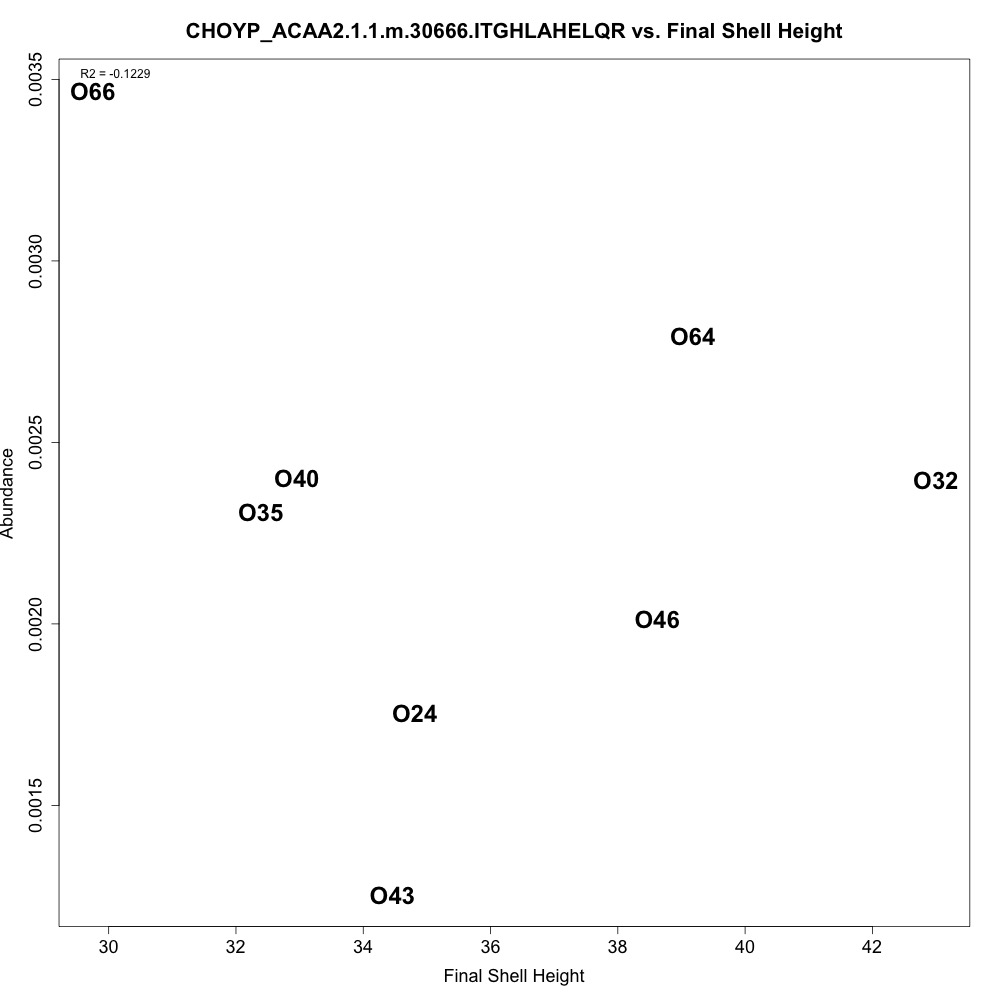 CHOYP_ACAA2.1.1.m.30666.ITGHLAHELQR vs. Final Shell Height
R2 = -0.1229
O66
O64
O40
O32
O35
O46
O24
O43
Abundance
0.0035
0.0030
0.0025
0.0020
0.0015
30 32 34 36 38 40 42
Final Shell Height